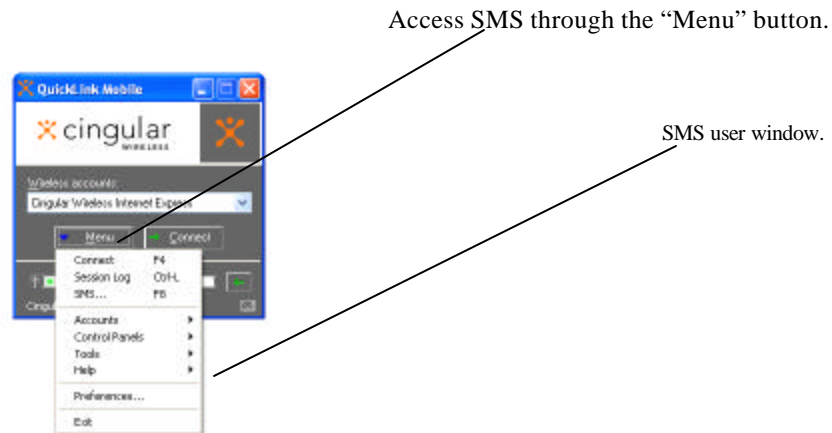 Access SMS through the “Menu” button.
QuickLink Mobile
cingular
WIRELESS
SMS user window.
Wireless accounts:
Cingular Wireless Internet Express
Menu
Connect
Connect F4
Session Log Ctrl-L
SMS... F6
Accounts
Control Panels
Tools
Help
Preferences...
Exit